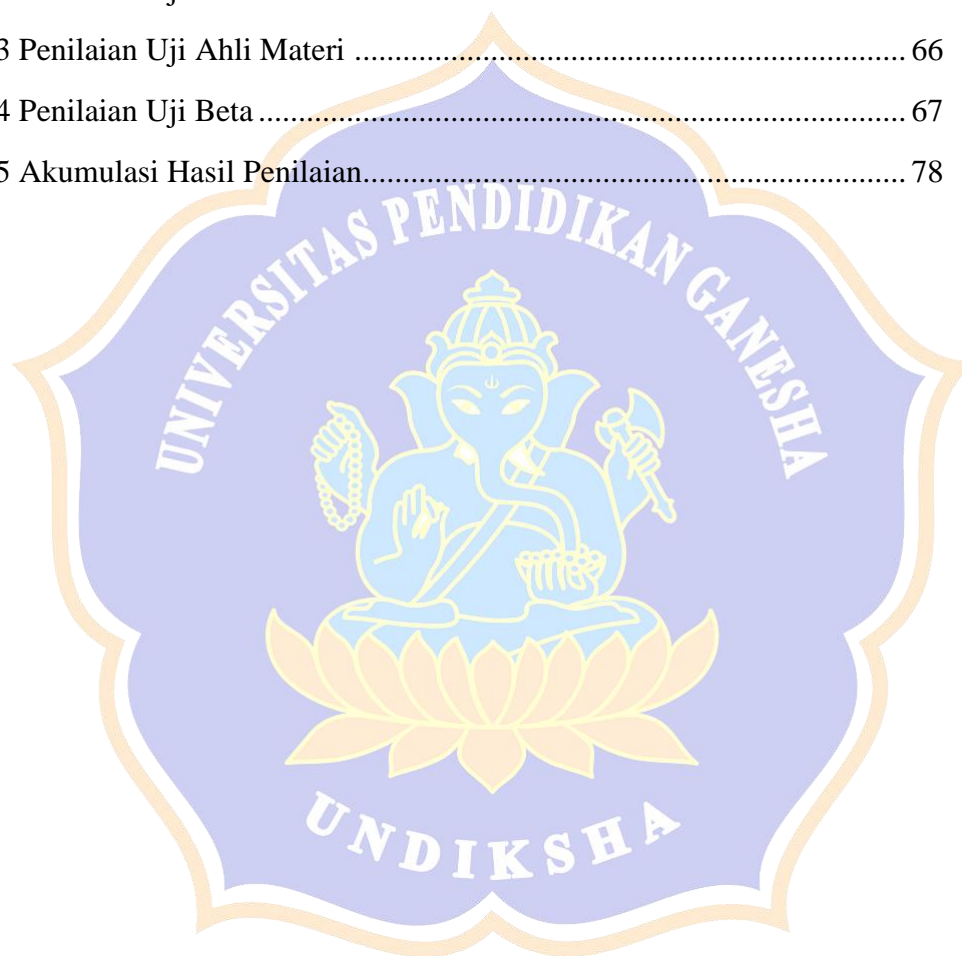 3 Penilaian Uji Ahli Materi ..................................................................... 66
4 Penilaian Uji Beta ................................................................................. 67
5 Akumulasi Hasil Penilaian.................................................................... 78
UNIVERSITAS PENDIDIKAN GANESHA
UNDIKSHA